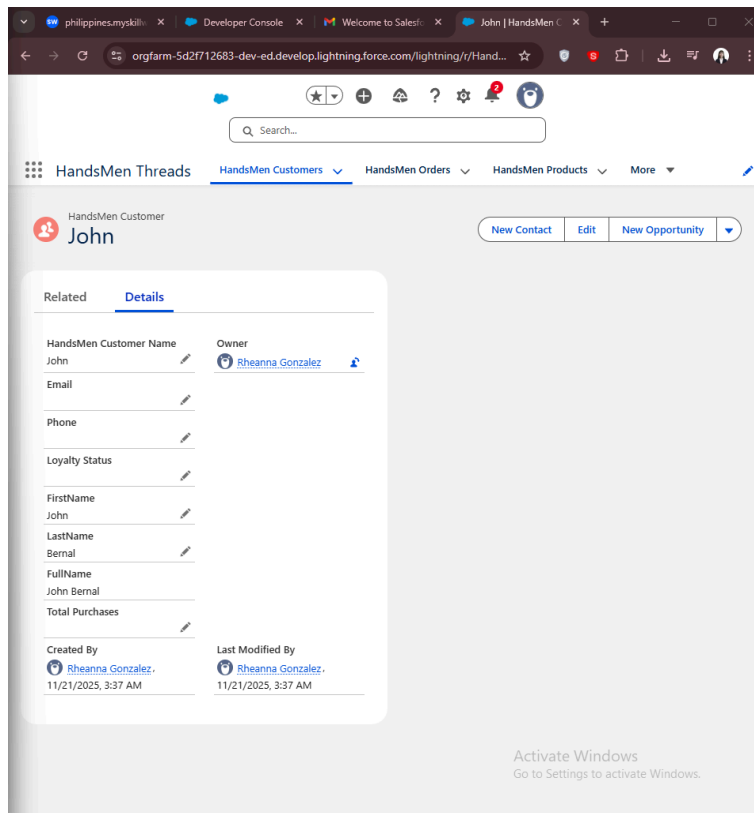 philippines.myskillw
Developer Console
Welcome to Salesfo
John | HandsMen C
orgfarm-5d2f712683-dev-ed.develop.lightning.force.com/lightning/r/Hand...
2
Search...
HandsMen Threads
HandsMen Customers
HandsMen Orders
HandsMen Products
More
HandsMen Customer
John
New Contact
Edit
New Opportunity
Related
Details
HandsMen Customer Name
John
Owner
Rheanna Gonzalez
Email
Phone
Loyalty Status
FirstName
John
LastName
Bernal
FullName
John Bernal
Total Purchases
Created By
Rheanna Gonzalez,
11/21/2025, 3:37 AM
Last Modified By
Rheanna Gonzalez,
11/21/2025, 3:37 AM
Activate Windows
Go to Settings to activate Windows.